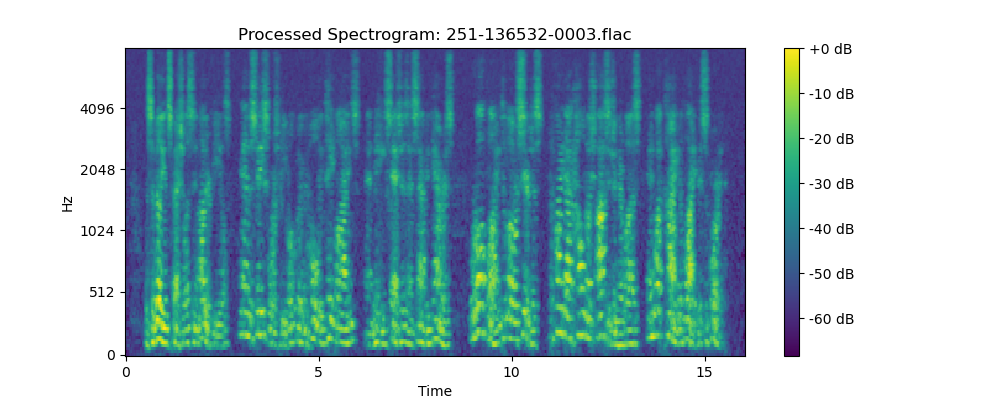 Processed Spectrogram: 251-136532-0003.flac
Hz
4096
2048
1024
512
0
0 5 10 15
Time
+0 dB
-10 dB
-20 dB
-30 dB
-40 dB
-50 dB
-60 dB